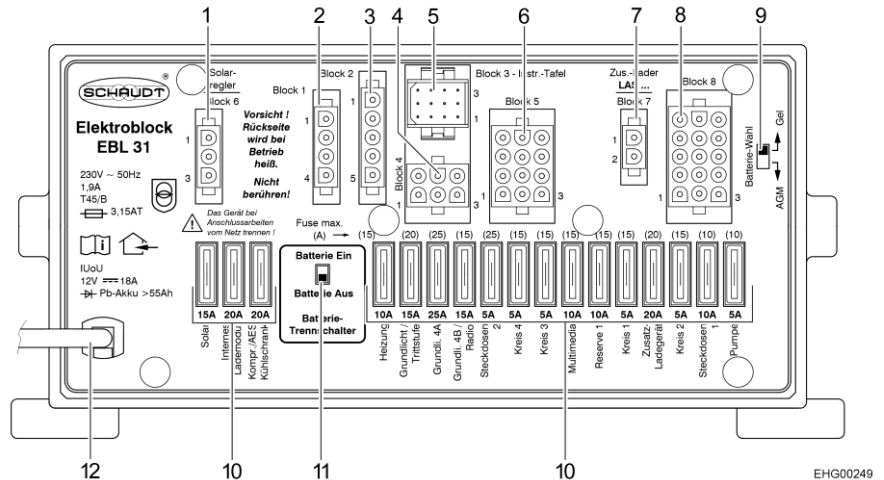 1 2 3 4 5 6 7 8 9
SCHAUDT
Elektroblock
EBL 31
230V ~ 50Hz
1,9A
T45/B
3,15AT
i
IUoU
12V 18A
Pb-Akku >55Ah
Solar-
regler
Block 6
1
3
Vorsicht !
Rückseite
wird bei
Betrieb
heiß.
Nicht
berühren!
Das Gerät bei
Anschlussarbeiten
vom Netz trennen !
Block 1
1
4
Block 2
1
5
Block 3 - Instr.-Tafel
3
1
Block 4
1
3
Block 5
1
3
Zus.-Lader
LAS ...
Block 7
1
2
Block 8
1
3
Batterie-Wahl
Gel
AGM
Fuse max.
(A) (15) (20) (25) (15) (25) (15) (15) (15) (15) (15) (20) (15) (10) (10)
Batterie Ein
Batterie Aus
Batterie-
Trennschalter
15A 20A 20A
Solar
Internes
Lademodul
Kompr./AES
Kühlschrank
10A 15A 25A 15A 5A 5A 5A 10A 10A 5A 20A 5A 10A 5A
Heizung
Grundlicht /
Trittstufe
Grundli. 4A
Grundli. 4B /
Radio
Steckdosen
2
Kreis 4
Kreis 3
Multimedia
Reserve 1
Kreis 1
Zusatz-
Ladegerät
Kreis 2
Steckdosen
1
Pumpe
12 10 11 10
EHG00249